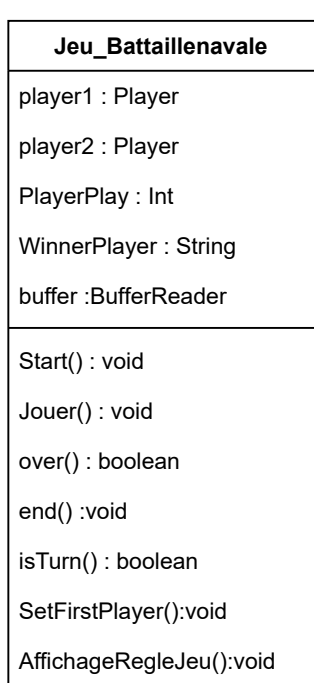 Jeu_Battaillenavale
player1 : Player
player2 : Player
PlayerPlay : Int
WinnerPlayer : String
buffer :BufferReader
Start() : void
Jouer() : void
over() : boolean
end() :void
isTurn() : boolean
SetFirstPlayer():void
AffichageRegleJeu():void